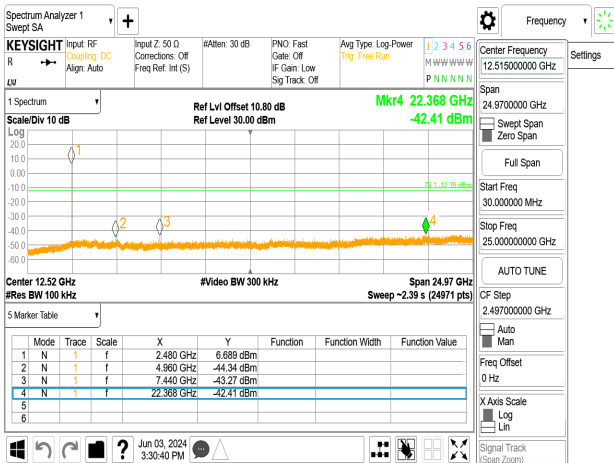 Spectrum Analyzer 1
Swept SA
Frequency
KEYSIGHT
R
Input: RF
Coupling: DC
Align: Auto
Input Z: 50 Ω
Corrections: Off
Freq Ref: Int (S)
#Atten: 30 dB
PNO: Fast
Gate: Off
IF Gain: Low
Sig Track: Off
Avg Type: Log-Power
Trig: Free Run
1 2 3 4 5 6
M W W W W W
P N N N N N
1 Spectrum
Scale/Div 10 dB
Ref Lvl Offset 10.80 dB
Ref Level 30.00 dBm
Mkr4 22.368 GHz
-42.41 dBm
Log
20.0
10.0
0.00
-10.0
-20.0
-30.0
-40.0
-50.0
-60.0
1
2
3
4
Center 12.52 GHz
#Video BW 300 kHz
Span 24.97 GHz
#Res BW 100 kHz
Sweep ~2.39 s (24971 pts)
5 Marker Table
Mode Trace Scale X Y Function Function Width Function Value
1 N 1 f 2.480 GHz 6.689 dBm
2 N 1 f 4.960 GHz -44.34 dBm
3 N 1 f 7.440 GHz -43.27 dBm
4 N 1 f 22.368 GHz -42.41 dBm
5
6
Jun 03, 2024
3:30:40 PM
?
Settings
Center Frequency
12.515000000 GHz
Span
24.9700000 GHz
Swept Span
Zero Span
Full Span
Start Freq
30.000000 MHz
Stop Freq
25.000000000 GHz
AUTO TUNE
CF Step
2.497000000 GHz
Auto
Man
Freq Offset
0 Hz
X Axis Scale
Log
Lin
Signal Track
(Span Zoom)